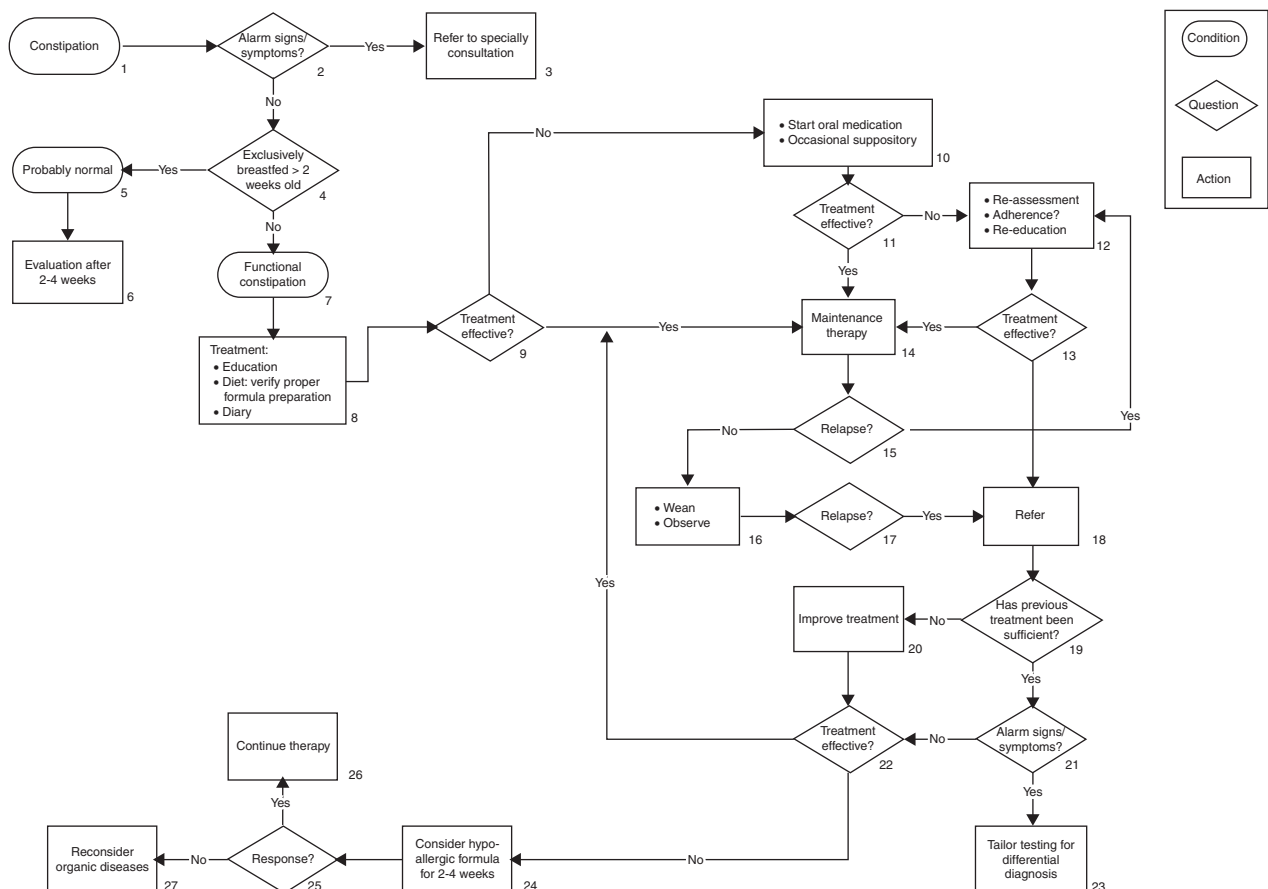 Constipation
1
Alarm signs/
symptoms?
2
Yes
Refer to specially
consultation
3
No
Exclusively
breastfed > 2
weeks old
4
Yes
Probably normal
5
Evaluation after
2-4 weeks
6
No
Functional
constipation
7
Treatment:
• Education
• Diet: verify proper
formula preparation
• Diary
8
Treatment
effective?
9
No
Yes
• Start oral medication
• Occasional suppository
10
Treatment
effective?
11
No
Yes
• Re-assessment
• Adherence?
• Re-education
12
Treatment
effective?
13
Yes
Maintenance
therapy
14
Relapse?
15
Yes
No
• Wean
• Observe
16
Relapse?
17
Yes
Refer
18
Has previous
treatment been
sufficient?
19
No
Yes
Improve treatment
20
Alarm signs/
symptoms?
21
No
Yes
Treatment
effective?
22
Yes
No
Tailor testing for
differential
diagnosis
23
Consider hypo-
allergic formula
for 2-4 weeks
24
Response?
25
Yes
No
Continue therapy
26
Reconsider
organic diseases
27
Condition
Question
Action